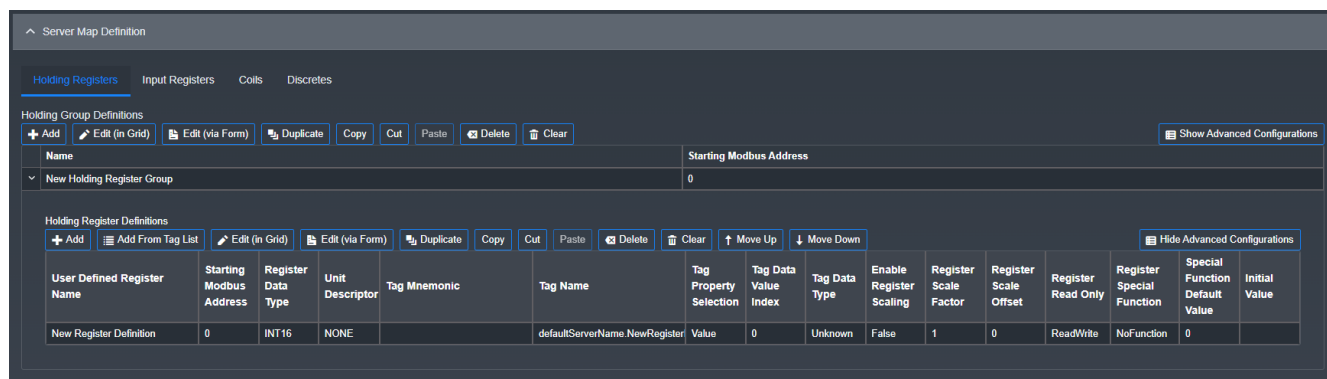 Server Map Definition
Holding Registers Input Registers Coils Discretes
Holding Group Definitions
Add Edit (in Grid) Edit (via Form) Duplicate Copy Cut Paste Delete Clear Show Advanced Configurations
Name Starting Modbus Address
New Holding Register Group 0
Holding Register Definitions
Add Add From Tag List Edit (in Grid) Edit (via Form) Duplicate Copy Cut Paste Delete Clear Move Up Move Down Hide Advanced Configurations
User Defined Register Name Starting Modbus Address Register Data Type Unit Descriptor Tag Mnemonic Tag Name Tag Property Selection Tag Data Value Index Tag Data Type Enable Register Scaling Register Scale Factor Register Scale Offset Register Read Only Register Special Function Special Function Default Value Initial Value
New Register Definition 0 INT16 NONE defaultServerName.NewRegister Value 0 Unknown False 1 0 ReadWrite NoFunction 0